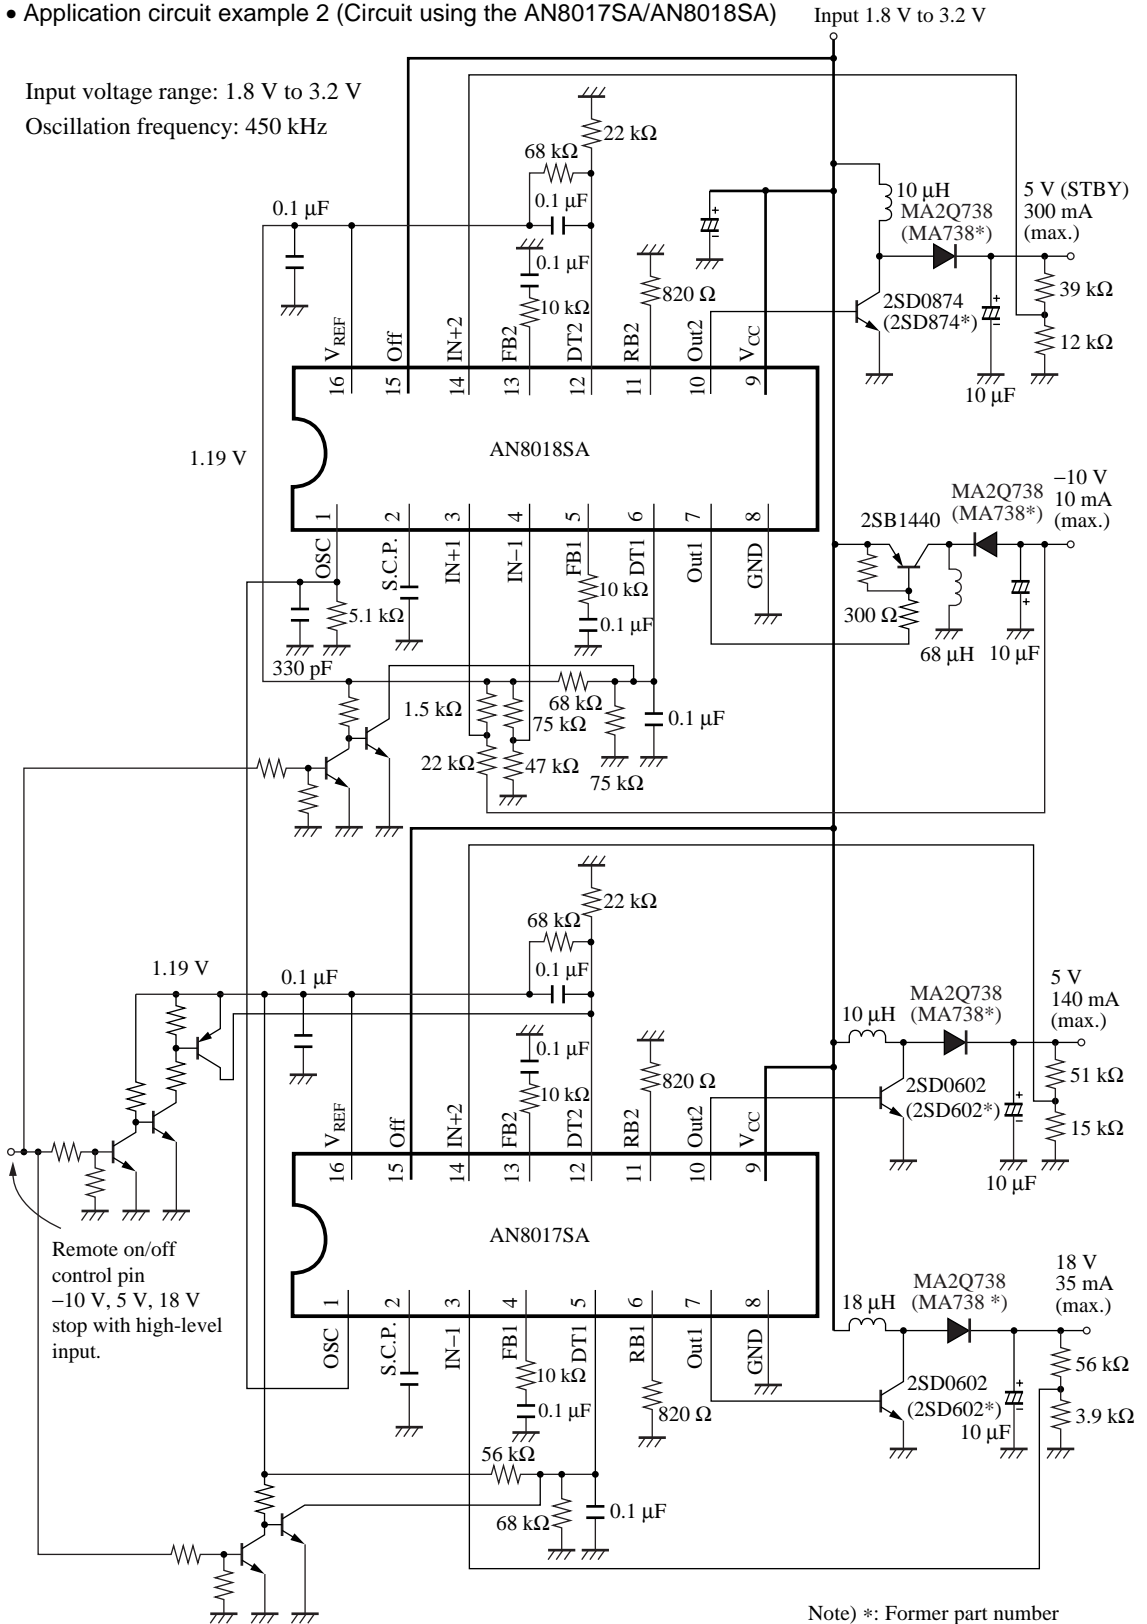 • Application circuit example 2 (Circuit using the AN8017SA/AN8018SA)
Input 1.8 V to 3.2 V
Input voltage range: 1.8 V to 3.2 V
Oscillation frequency: 450 kHz
22 kΩ
68 kΩ
0.1 µF
0.1 µF
0.1 µF
10 kΩ
820 Ω
10 µH
MA2Q738
(MA738*)
5 V (STBY)
300 mA
(max.)
2SD0874
(2SD874*)
39 kΩ
12 kΩ
10 µF
+
−
+
−
VREF
Off
IN+2
FB2
DT2
RB2
Out2
VCC
16
15
14
13
12
11
10
9
1.19 V
AN8018SA
1
2
3
4
5
6
7
8
OSC
S.C.P.
IN+1
IN−1
FB1
DT1
Out1
GND
2SB1440
MA2Q738
(MA738*)
−10 V
10 mA
(max.)
5.1 kΩ
330 pF
10 kΩ
0.1 µF
300 Ω
68 µH
10 µF
+
1.5 kΩ
75 kΩ
68 kΩ
0.1 µF
22 kΩ
47 kΩ
75 kΩ
22 kΩ
68 kΩ
0.1 µF
1.19 V
0.1 µF
0.1 µF
10 kΩ
820 Ω
10 µH
MA2Q738
(MA738*)
5 V
140 mA
(max.)
2SD0602
(2SD602*)
51 kΩ
15 kΩ
10 µF
+
−
VREF
Off
IN+2
FB2
DT2
RB2
Out2
VCC
16
15
14
13
12
11
10
9
AN8017SA
Remote on/off
control pin
−10 V, 5 V, 18 V
stop with high-level
input.
1
2
3
4
5
6
7
8
OSC
S.C.P.
IN−1
FB1
DT1
RB1
Out1
GND
18 µH
MA2Q738
(MA738 *)
18 V
35 mA
(max.)
10 kΩ
0.1 µF
820 Ω
2SD0602
(2SD602*)
10 µF
+
−
56 kΩ
3.9 kΩ
56 kΩ
68 kΩ
0.1 µF
Note) *: Former part number